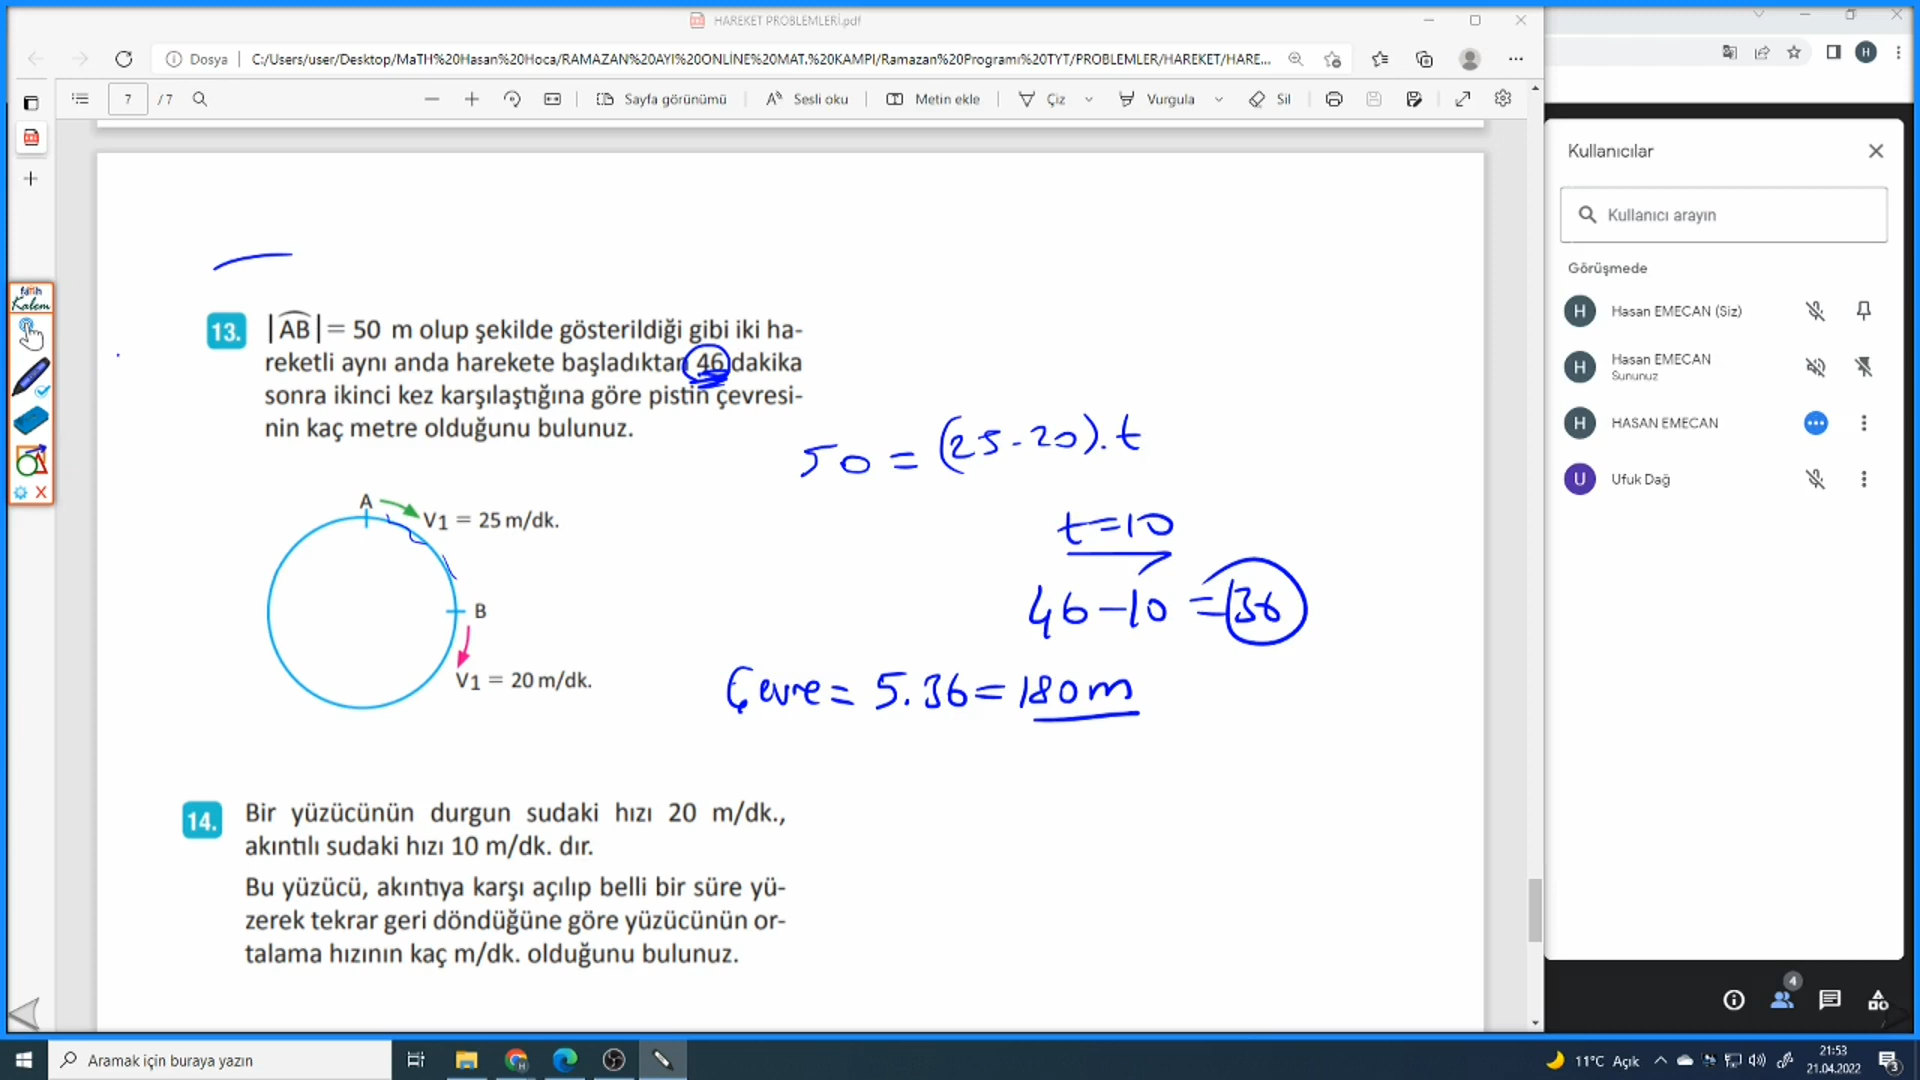 HAREKET PROBLEMLERİ.pdf
Dosya
C:/Users/user/Desktop/MaTH%20Hasan%20Hoca/RAMAZAN%20AYI%20ONLİNE%20MAT.%20KAMPI/Ramazan%20Programı%20TYT/PROBLEMLER/HAREKET/HARE...
H
7 /7
Sayfa görünümü
Sesli oku
Metin ekle
Çiz
Vurgula
Sil
fatih
Kalem
13. |AB| = 50 m olup şekilde gösterildiği gibi iki ha-
reketli aynı anda harekete başladıktan 46 dakika
sonra ikinci kez karşılaştığına göre pistin çevresi-
nin kaç metre olduğunu bulunuz.
A
V1 = 25 m/dk.
B
V1 = 20 m/dk.
50 = (25-20).t
t=10
46-10 = 36
Çevre = 5.36 = 180m
14. Bir yüzücünün durgun sudaki hızı 20 m/dk.,
akıntılı sudaki hızı 10 m/dk. dır.
Bu yüzücü, akıntıya karşı açılıp belli bir süre yü-
zerek tekrar geri döndüğüne göre yüzücünün or-
talama hızının kaç m/dk. olduğunu bulunuz.
Kullanıcılar
Kullanıcı arayın
Görüşmede
H Hasan EMECAN (Siz)
H Hasan EMECAN
Sununuz
H HASAN EMECAN
U Ufuk Dağ
4
Aramak için buraya yazın
11°C Açık
21:53
21.04.2022
3